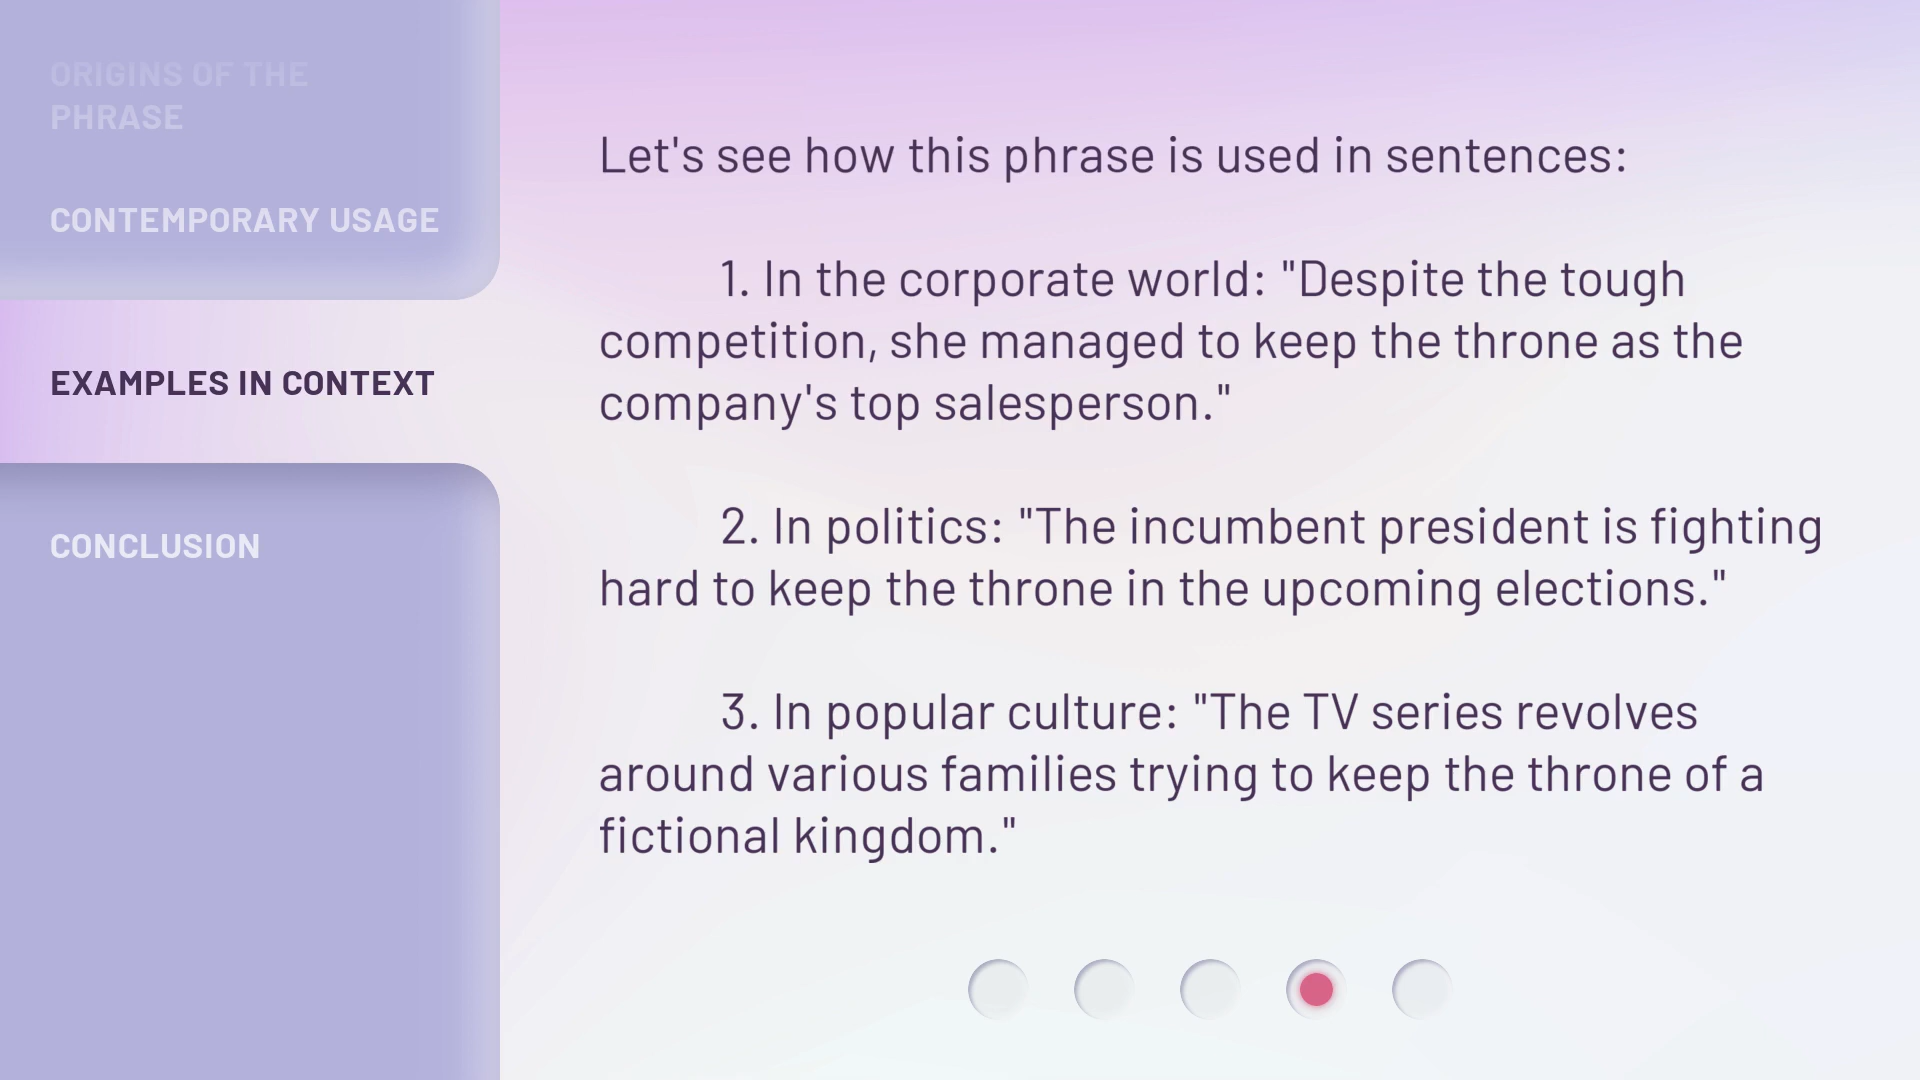 ORIGINS OF THE
PHRASE
CONTEMPORARY USAGE
EXAMPLES IN CONTEXT
CONCLUSION
Let's see how this phrase is used in sentences:
1. In the corporate world: "Despite the tough
competition, she managed to keep the throne as the
company's top salesperson."
2. In politics: "The incumbent president is fighting
hard to keep the throne in the upcoming elections."
3. In popular culture: "The TV series revolves
around various families trying to keep the throne of a
fictional kingdom."